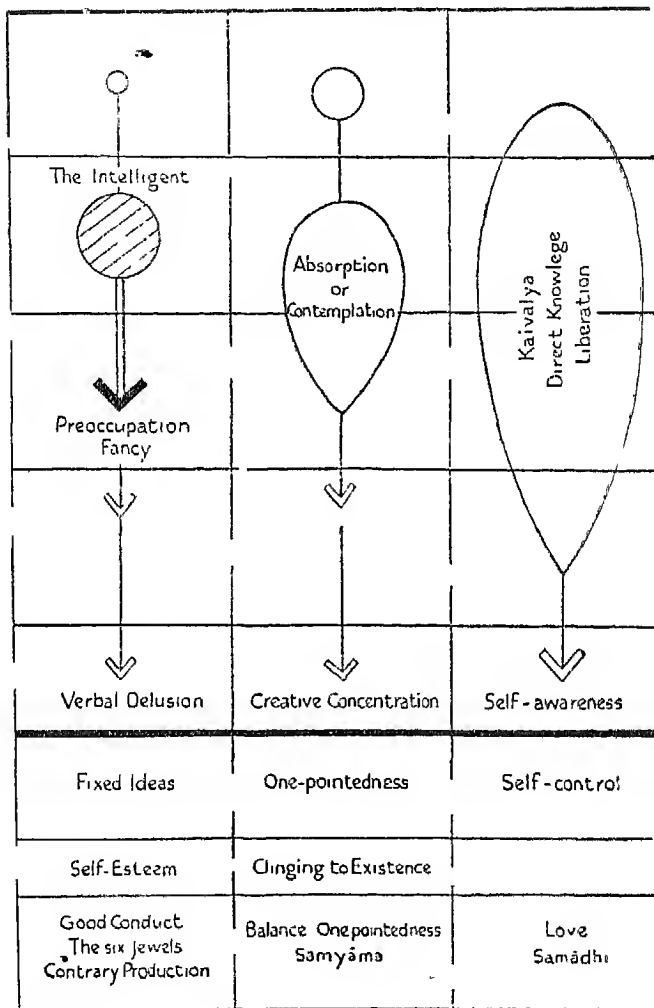 The Intelligent
Absorption
or
Contemplation
Kaivalya
Direct Knowlege
Liberation
Preoccupation
Fancy
Verbal Delusion
Creative Concentration
Self-awareness
Fixed Ideas
One-pointedness
Self-control
Self-Esteem
Clinging to Existence
Good Conduct
The six jewels
Contrary Production
Balance Onepointedness
Samyâma
Love
Samâdhi